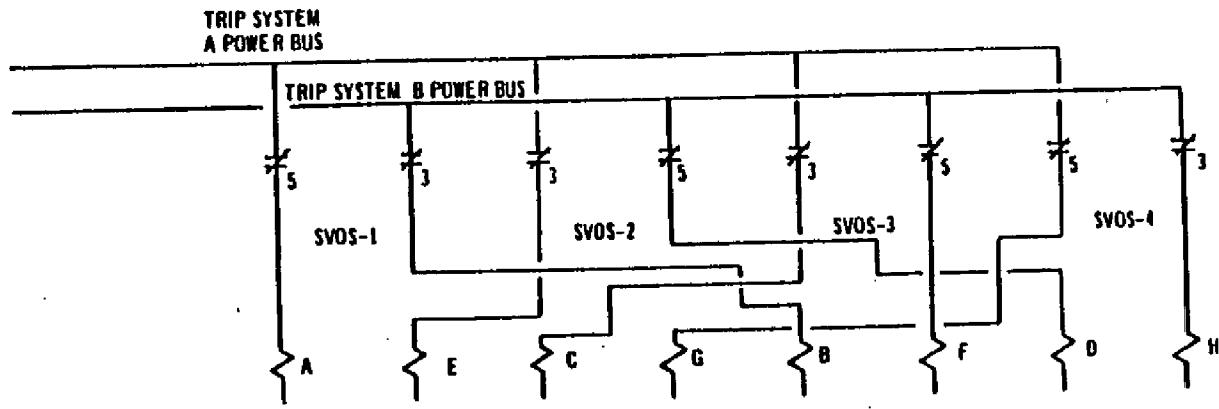 TRIP SYSTEM
A POWER BUS
TRIP SYSTEM B POWER BUS
5 3 3 5 3 5 5 3
SVOS-1 SVOS-2 SVOS-3 SVOS-4
A E C G B F D H